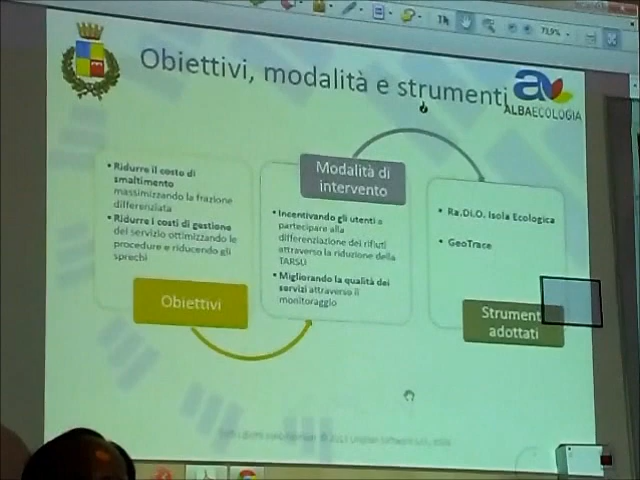 71,9%
Obiettivi, modalità e strumenti
a
ALBAECOLOGIA
• Ridurre il costo di
smaltimento
massimizzando la frazione
differenziata
• Ridurre i costi di gestione
del servizio ottimizzando le
procedure e riducendo gli
sprechi
Obiettivi
Modalità di
intervento
• Incentivando gli utenti a
partecipare alla
differenziazione dei rifiuti
attraverso la riduzione della
TARSU
• Migliorando la qualità dei
servizi attraverso il
monitoraggio
• Ra.Di.O. Isola Ecologica
• GeoTrace
Strumenti
adottati